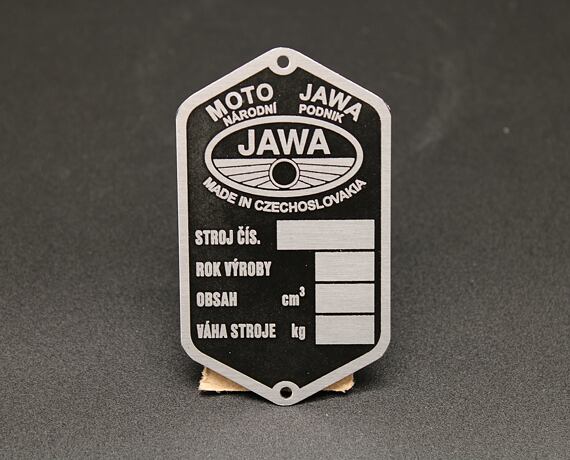 MOTO JAWA
NÁRODNÍ PODNIK
JAWA
MADE IN CZECHOSLOVAKIA
STROJ ČÍS.
ROK VÝROBY
OBSAH cm³
VÁHA STROJE kg